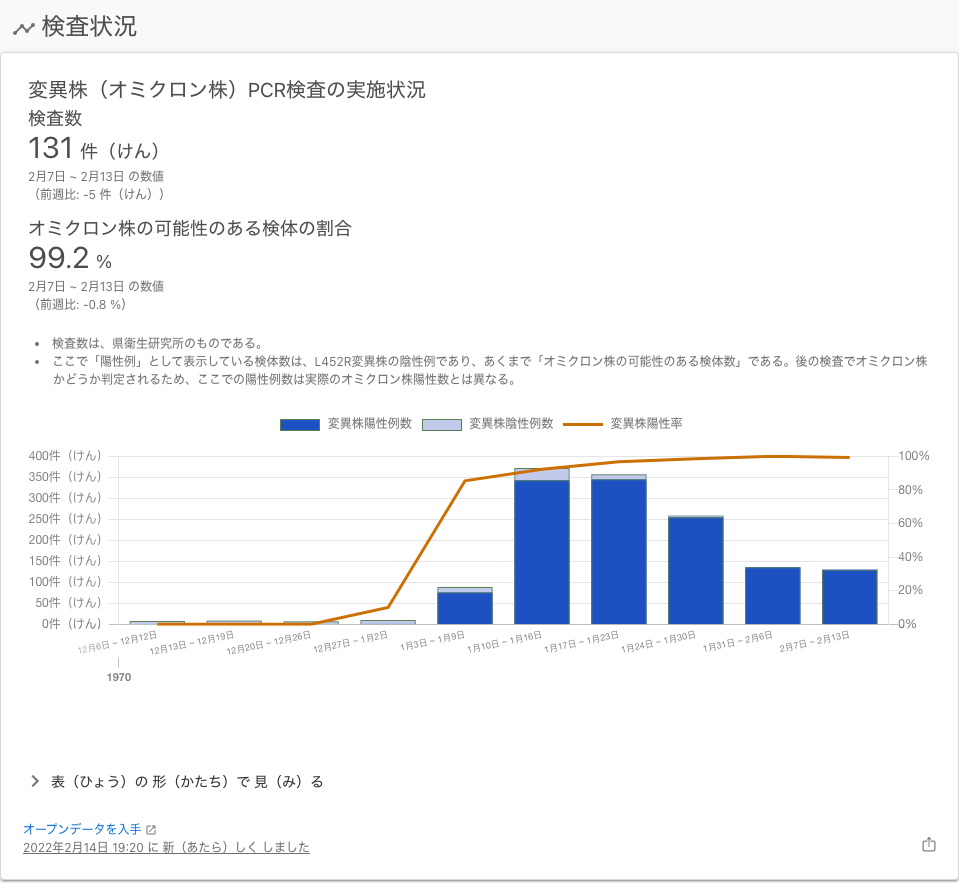 検査状況
変異株（オミクロン株）PCR検査の実施状況
検査数
131 件（けん）
2月7日 ~ 2月13日 の数値
（前週比: -5 件（けん））
オミクロン株の可能性のある検体の割合
99.2 %
2月7日 ~ 2月13日 の数値
（前週比: -0.8 %）
• 検査数は、県衛生研究所のものである。
• ここで「陽性例」として表示している検体数は、L452R変異株の陰性例であり、あくまで「オミクロン株の可能性のある検体数」である。後の検査でオミクロン株
かどうか判定されるため、ここでの陽性例数は実際のオミクロン株陽性数とは異なる。
変異株陽性例数 変異株陰性例数 変異株陽性率
400件（けん） 100%
350件（けん）
300件（けん） 80%
250件（けん） 60%
200件（けん）
150件（けん） 40%
100件（けん） 20%
50件（けん）
0件（けん） 0%
12月6日 ~ 12月12日 12月13日 ~ 12月19日 12月20日 ~ 12月26日 12月27日 ~ 1月2日 1月3日 ~ 1月9日 1月10日 ~ 1月16日 1月17日 ~ 1月23日 1月24日 ~ 1月30日 1月31日 ~ 2月6日 2月7日 ~ 2月13日
1970
表（ひょう）の 形（かたち）で 見（み）る
オープンデータを入手
2022年2月14日 19:20 に 新（あたら）しく しました